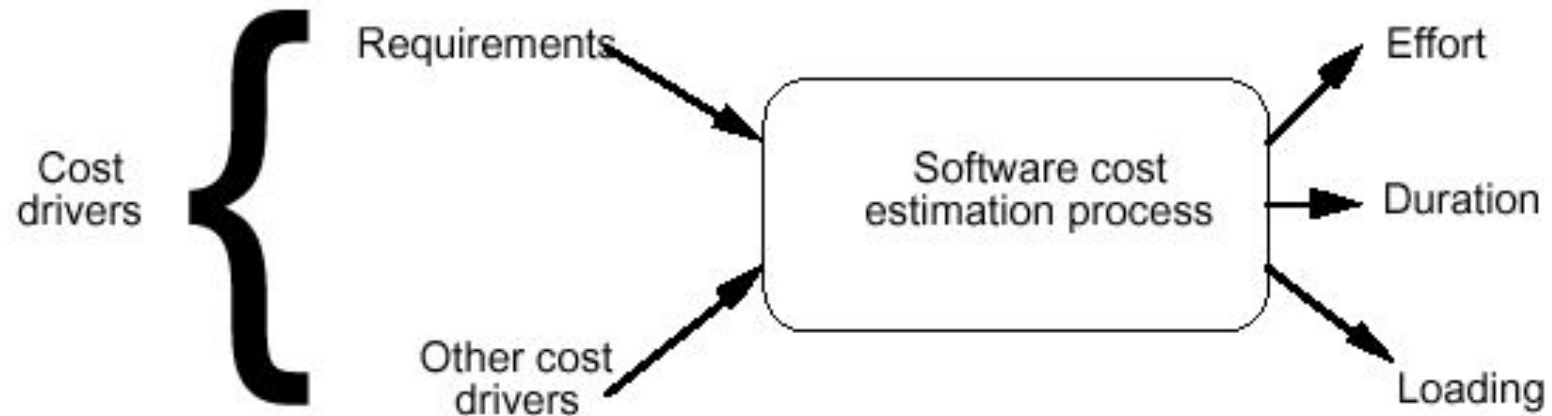 Cost
drivers
Requirements
Other cost
drivers
Software cost
estimation process
Effort
Duration
Loading